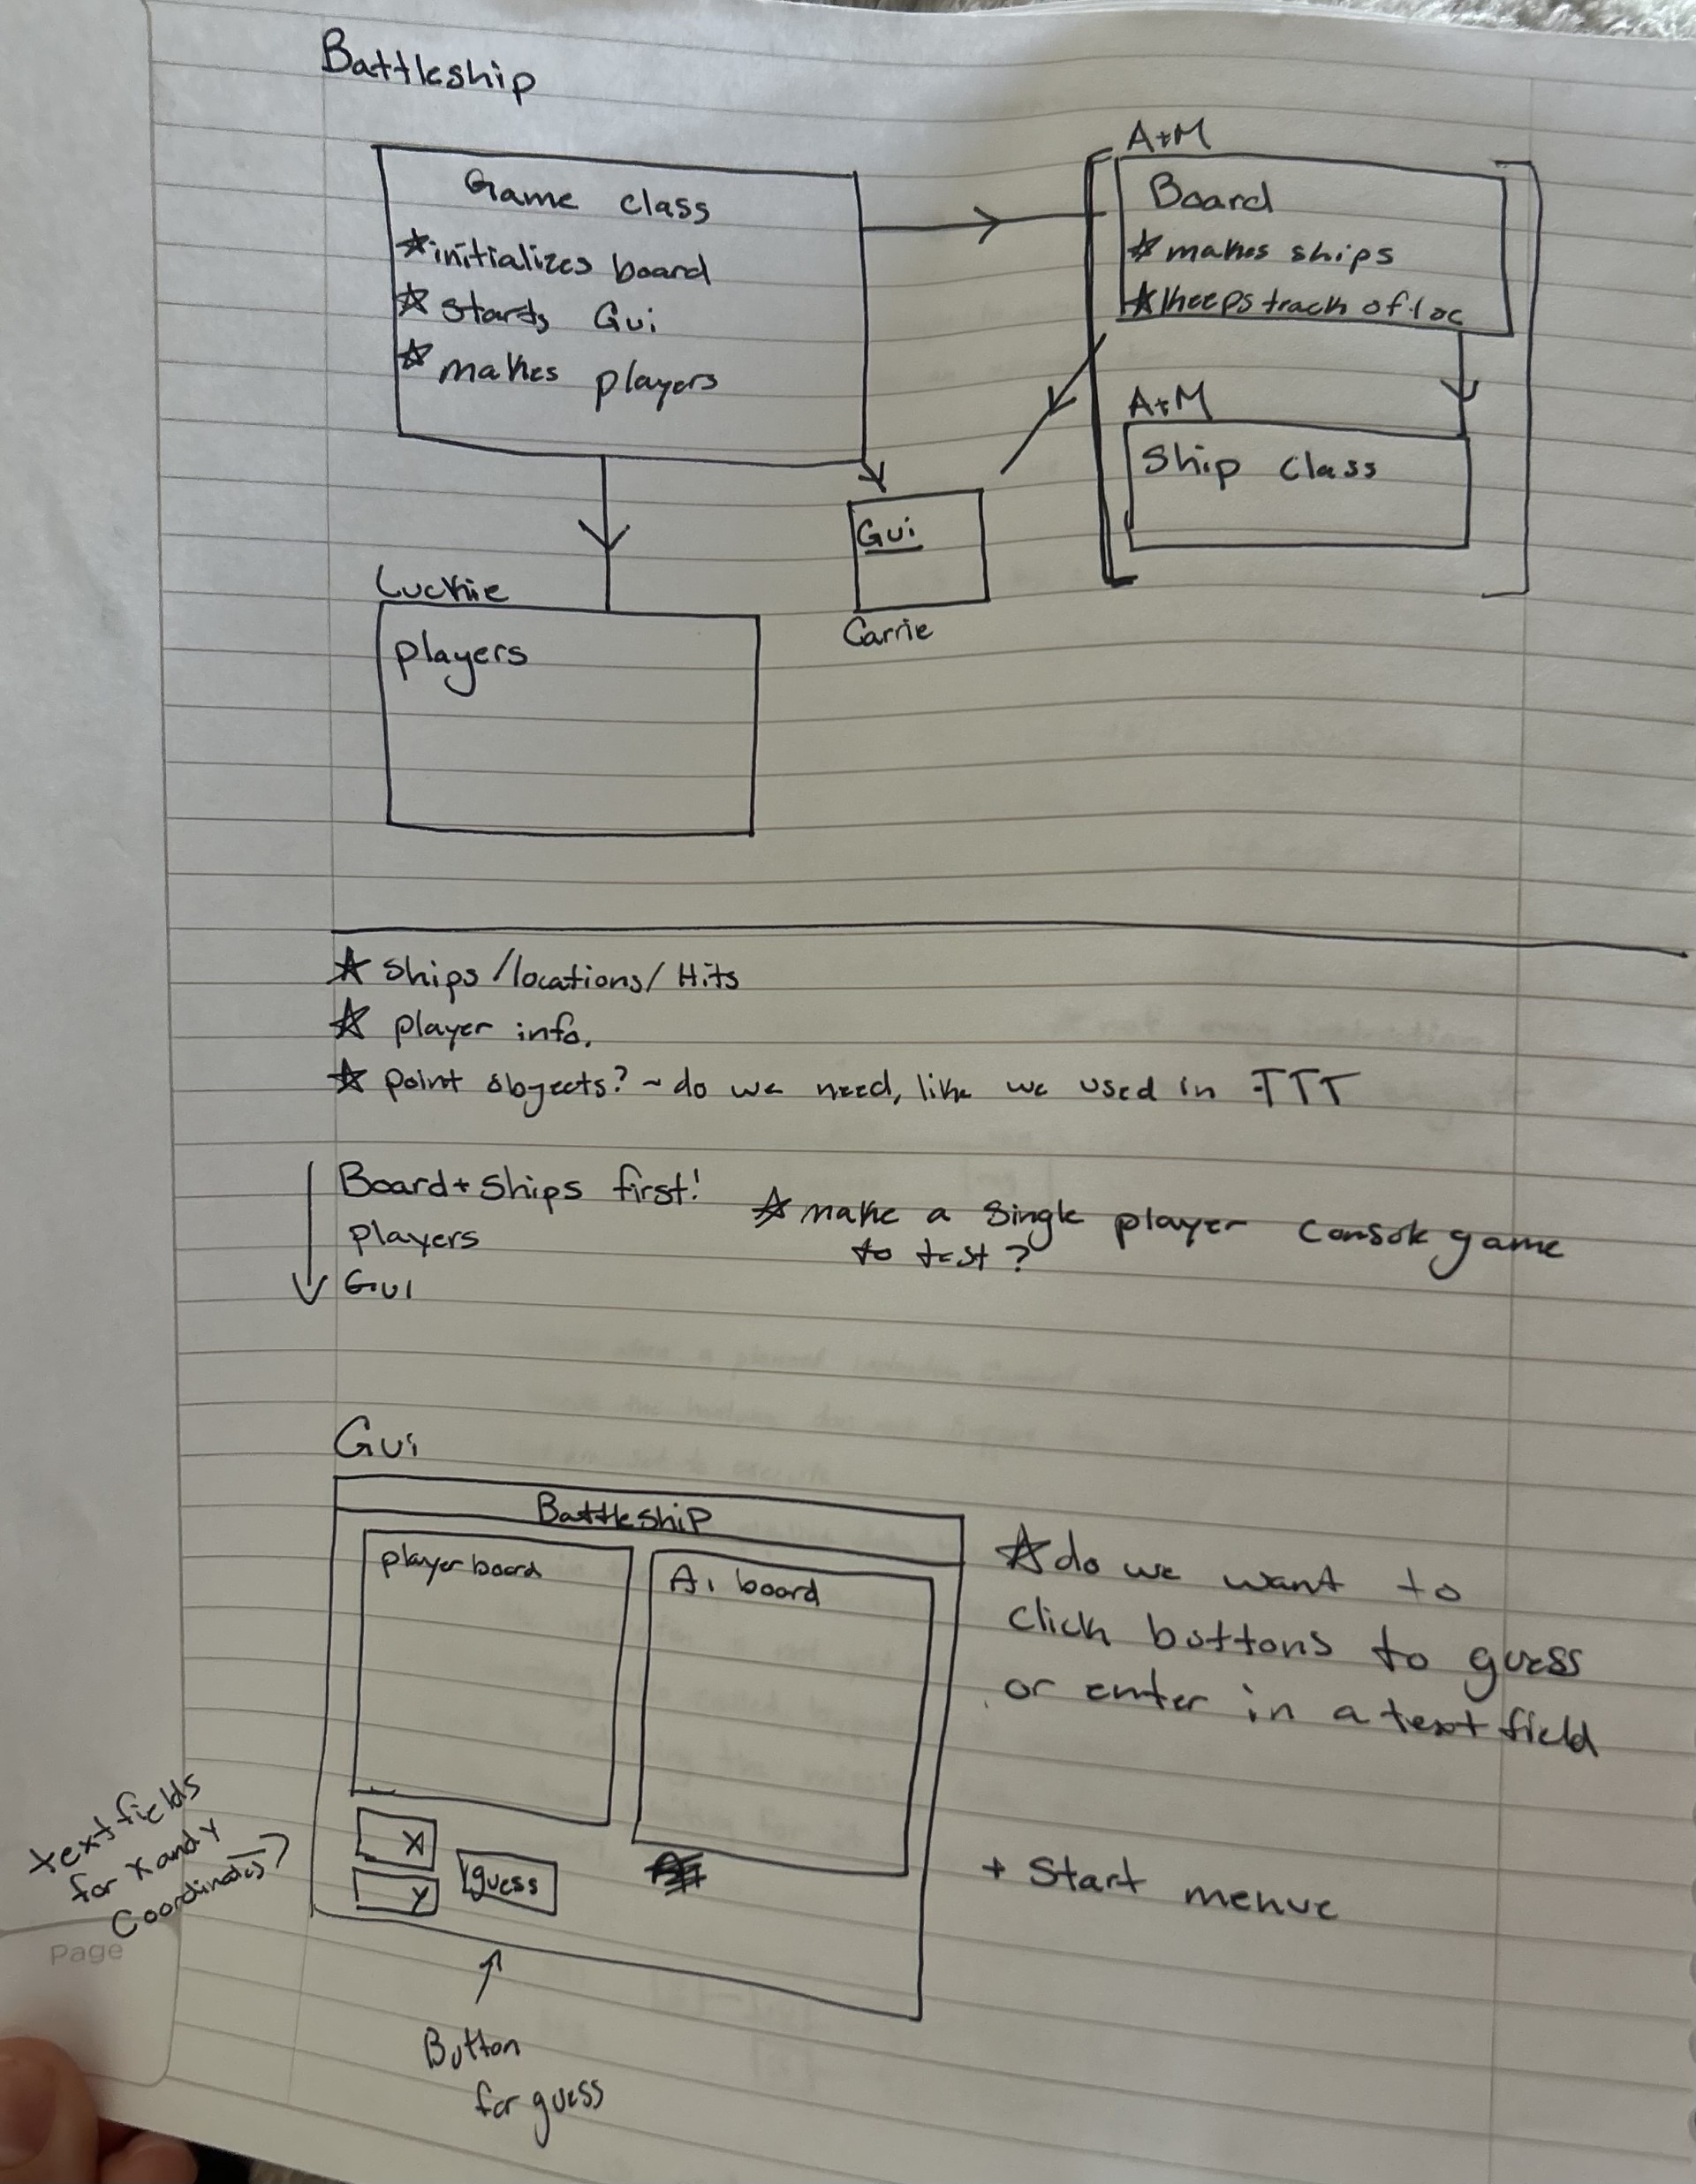 Battleship
Game class
☆ initializes board
☆ starts Gui
☆ makes players
A+M
Board
☆ makes ships
☆ keeps track of loc
A+M
Ship class
Gui
Carrie
Luckie
players
☆ Ships/locations/Hits
☆ player info.
☆ point objects? ~ do we need, like we used in TTT
Board + Ships first!
players
GUI
☆ make a single player console game
to test?
Gui
Battleship
player board
Ai board
X
Y
guess
text fields
for x and y
coordinates
Button
for guess
☆ do we want to
click buttons to guess
or enter in a text field
+ Start menue
Page